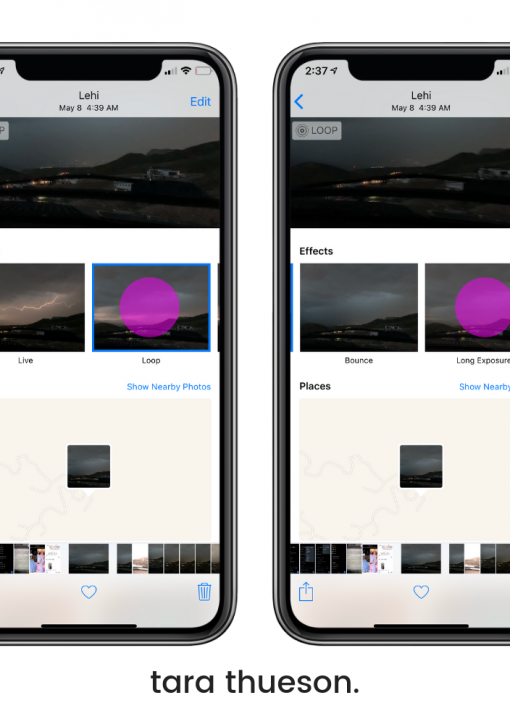 Lehi
May 8 4:39 AM
Edit
Live
Loop
Show Nearby Photos
2:37
Lehi
May 8 4:39 AM
LOOP
Effects
Bounce
Long Exposure
Places
Show Nearby
tara thueson.